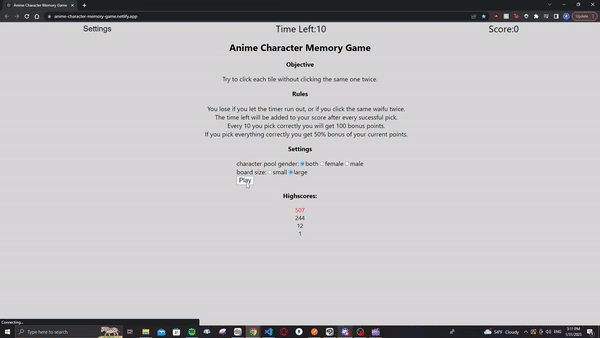 Anime Character Memory Game
anime-character-memory-game.netlify.app
Update
Settings
Time Left:10
Score:0
Anime Character Memory Game
Objective
Try to click each tile without clicking the same one twice.
Rules
You lose if you let the timer run out, or if you click the same waifu twice.
The time left will be added to your score after every sucessful pick.
Every 10 you pick correctly you will get 100 bonus points.
If you pick everything correctly you get 50% bonus of your current points.
Settings
character pool gender: both female male
board size: small large
Play
Highscores:
507
244
12
1
Connecting...
Type here to search
54°F Cloudy
ENG
3:11 PM
1/31/2023